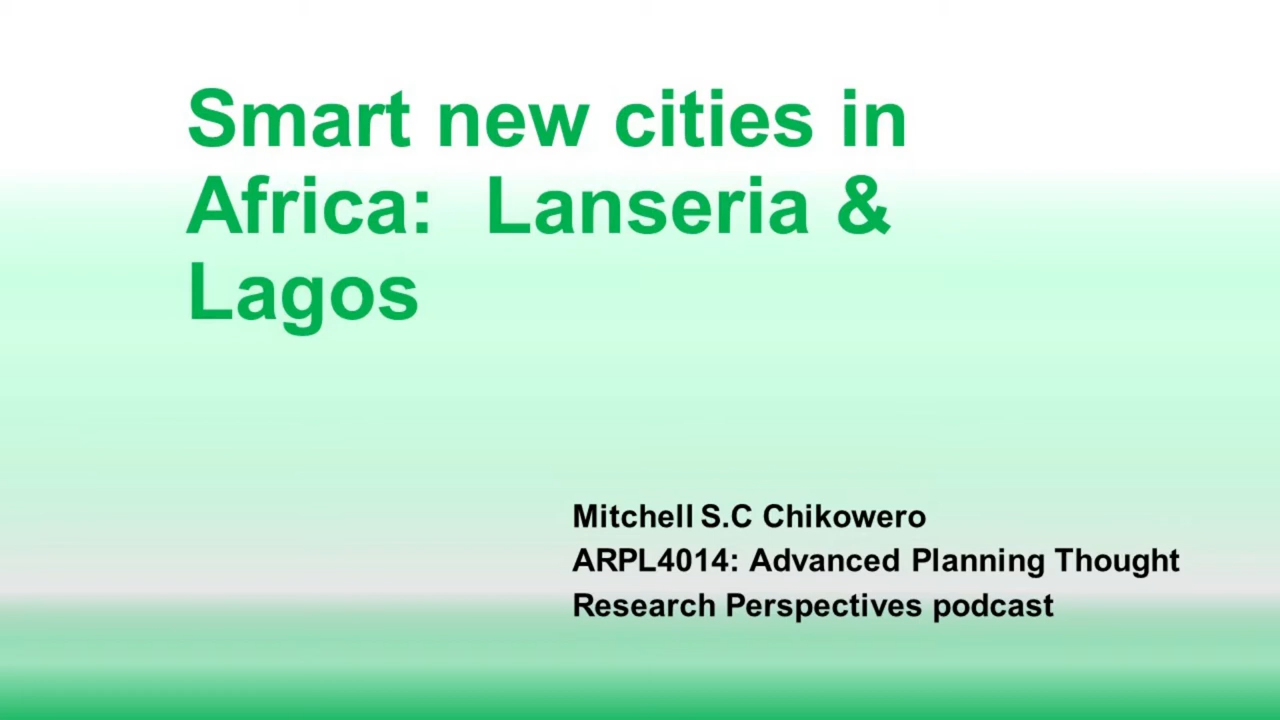 Smart new cities in
Africa:  Lanseria &
Lagos
Mitchell S.C Chikowero
ARPL4014: Advanced Planning Thought
Research Perspectives podcast